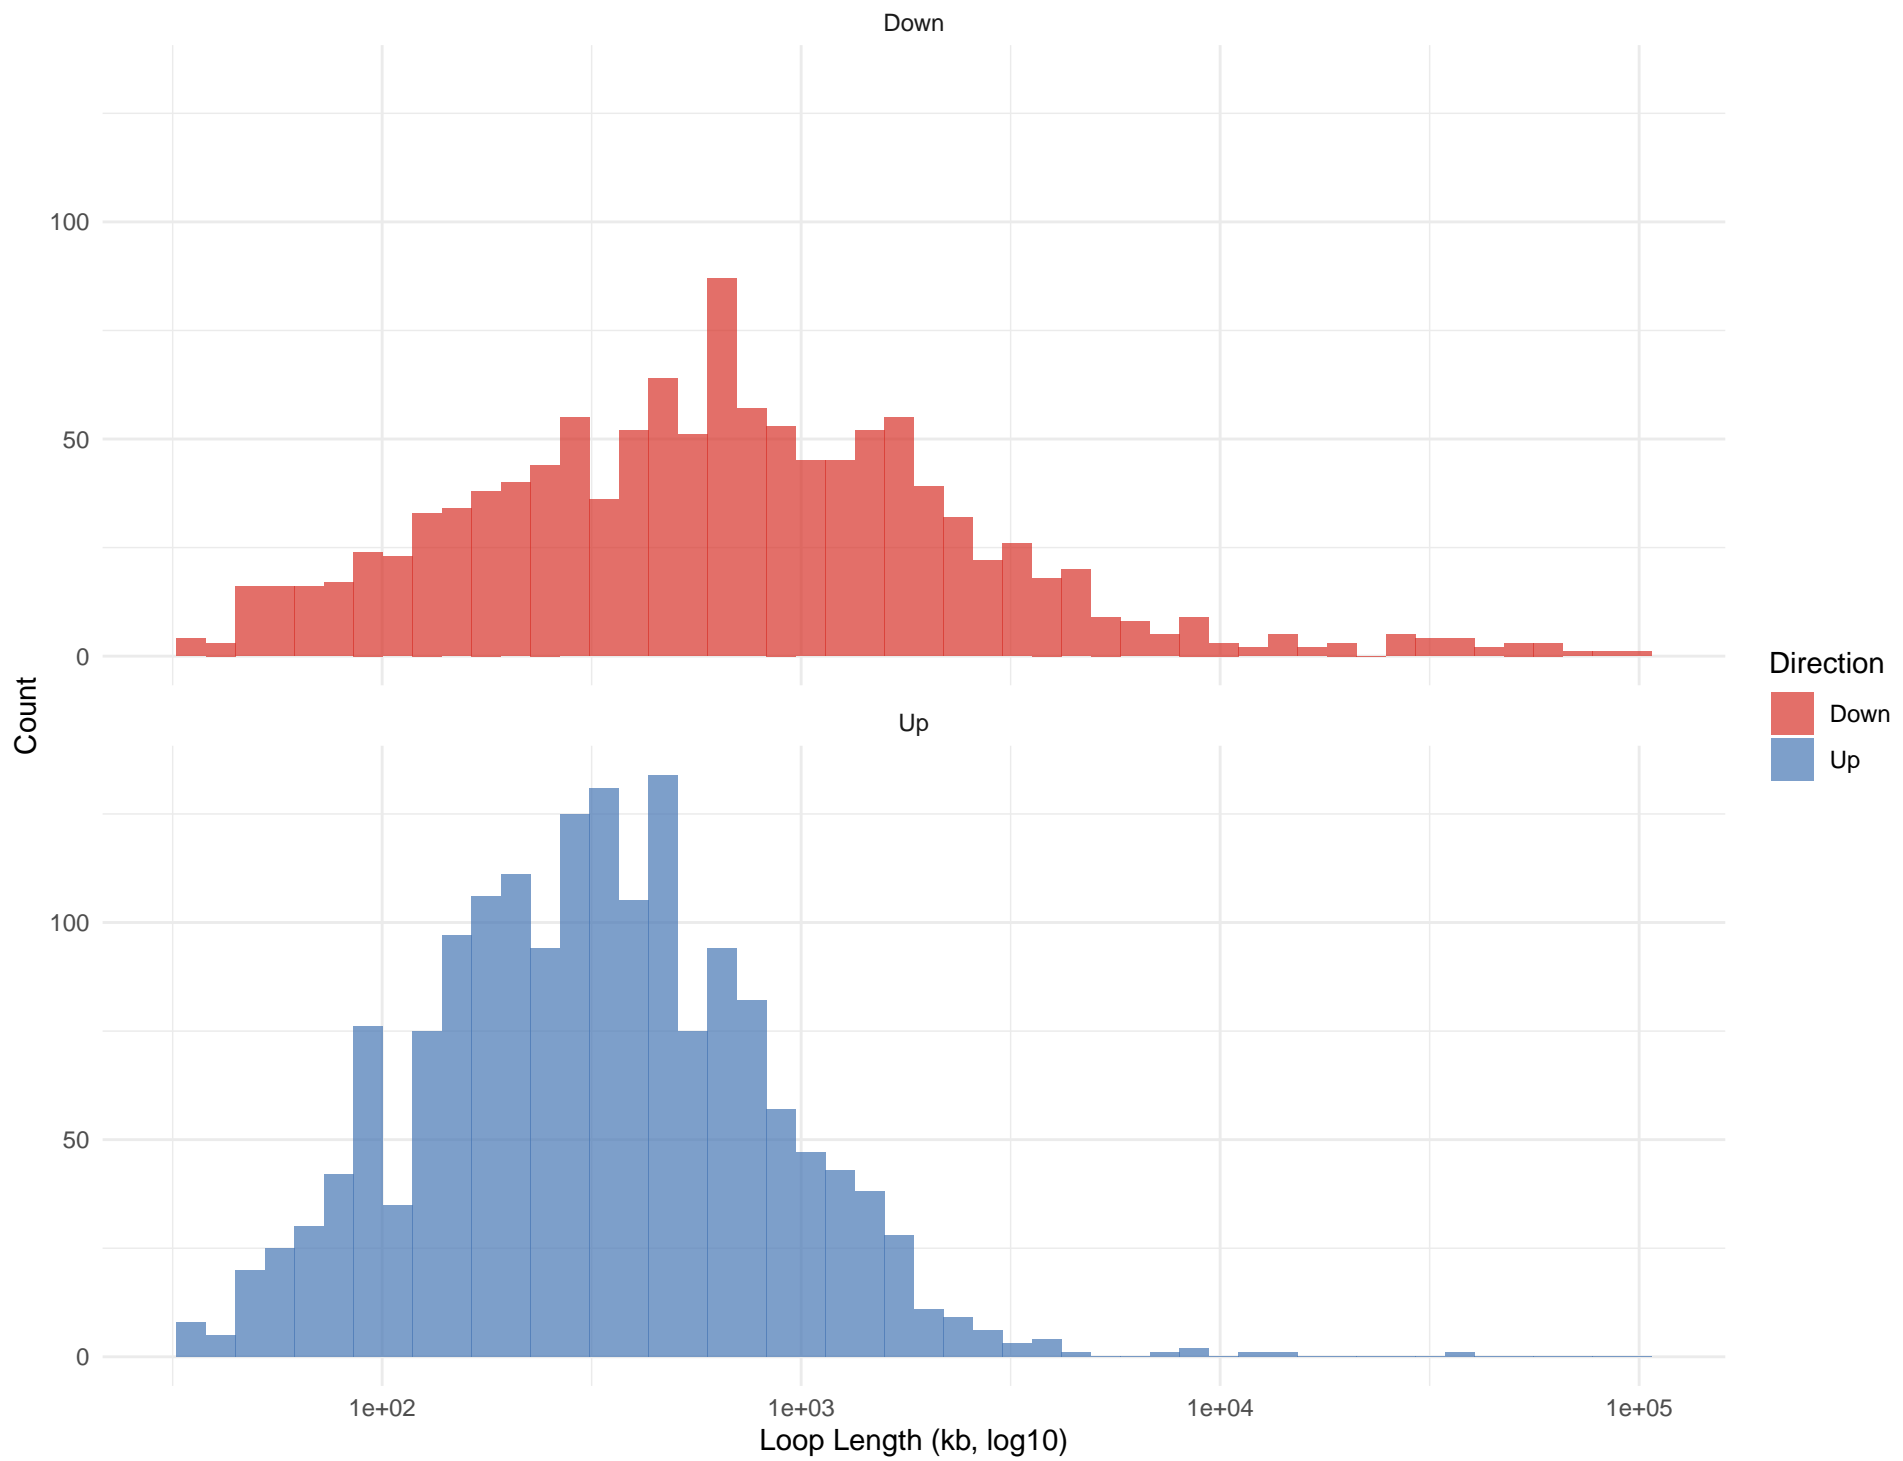 Down
100
50
0
Count
Up
100
50
0
1e+02 1e+03 1e+04 1e+05
Loop Length (kb, log10)
Direction
Down
Up